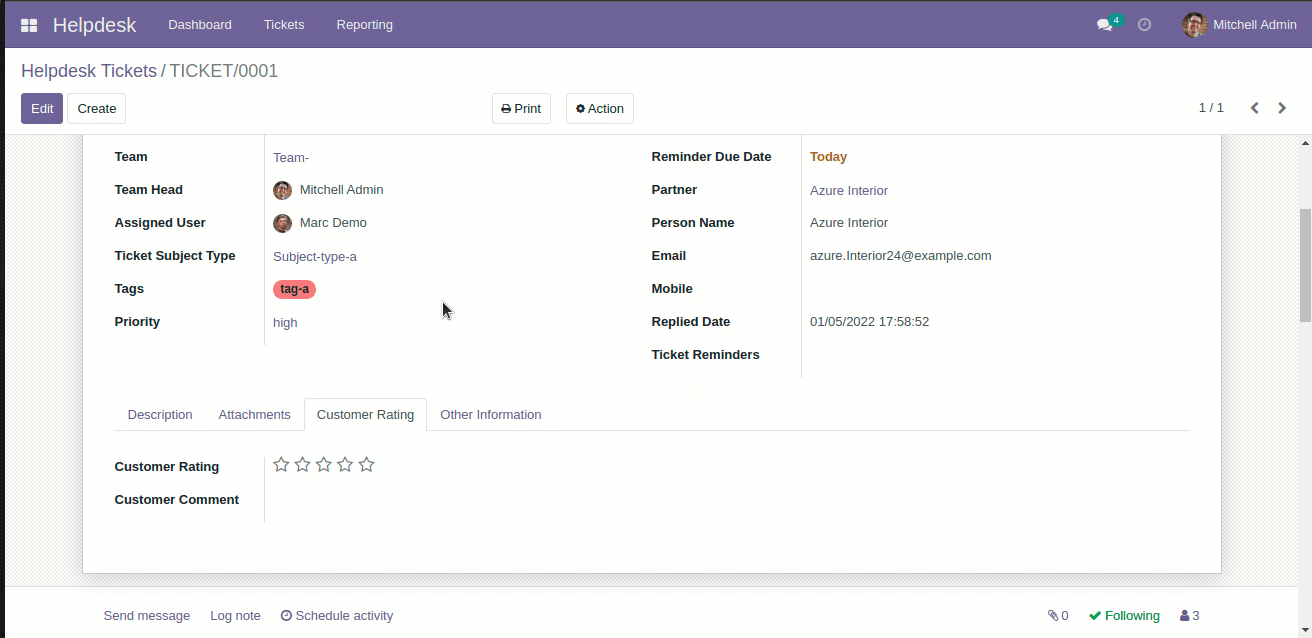 Helpdesk Dashboard Tickets Reporting 4 Mitchell Admin
Helpdesk Tickets / TICKET/0001
Edit Create Print Action 1 / 1
Team Team- Reminder Due Date Today
Team Head Mitchell Admin Partner Azure Interior
Assigned User Marc Demo Person Name Azure Interior
Ticket Subject Type Subject-type-a Email azure.Interior24@example.com
Tags tag-a Mobile
Priority high Replied Date 01/05/2022 17:58:52
Ticket Reminders
Description Attachments Customer Rating Other Information
Customer Rating
Customer Comment
Send message Log note Schedule activity 0 Following 3